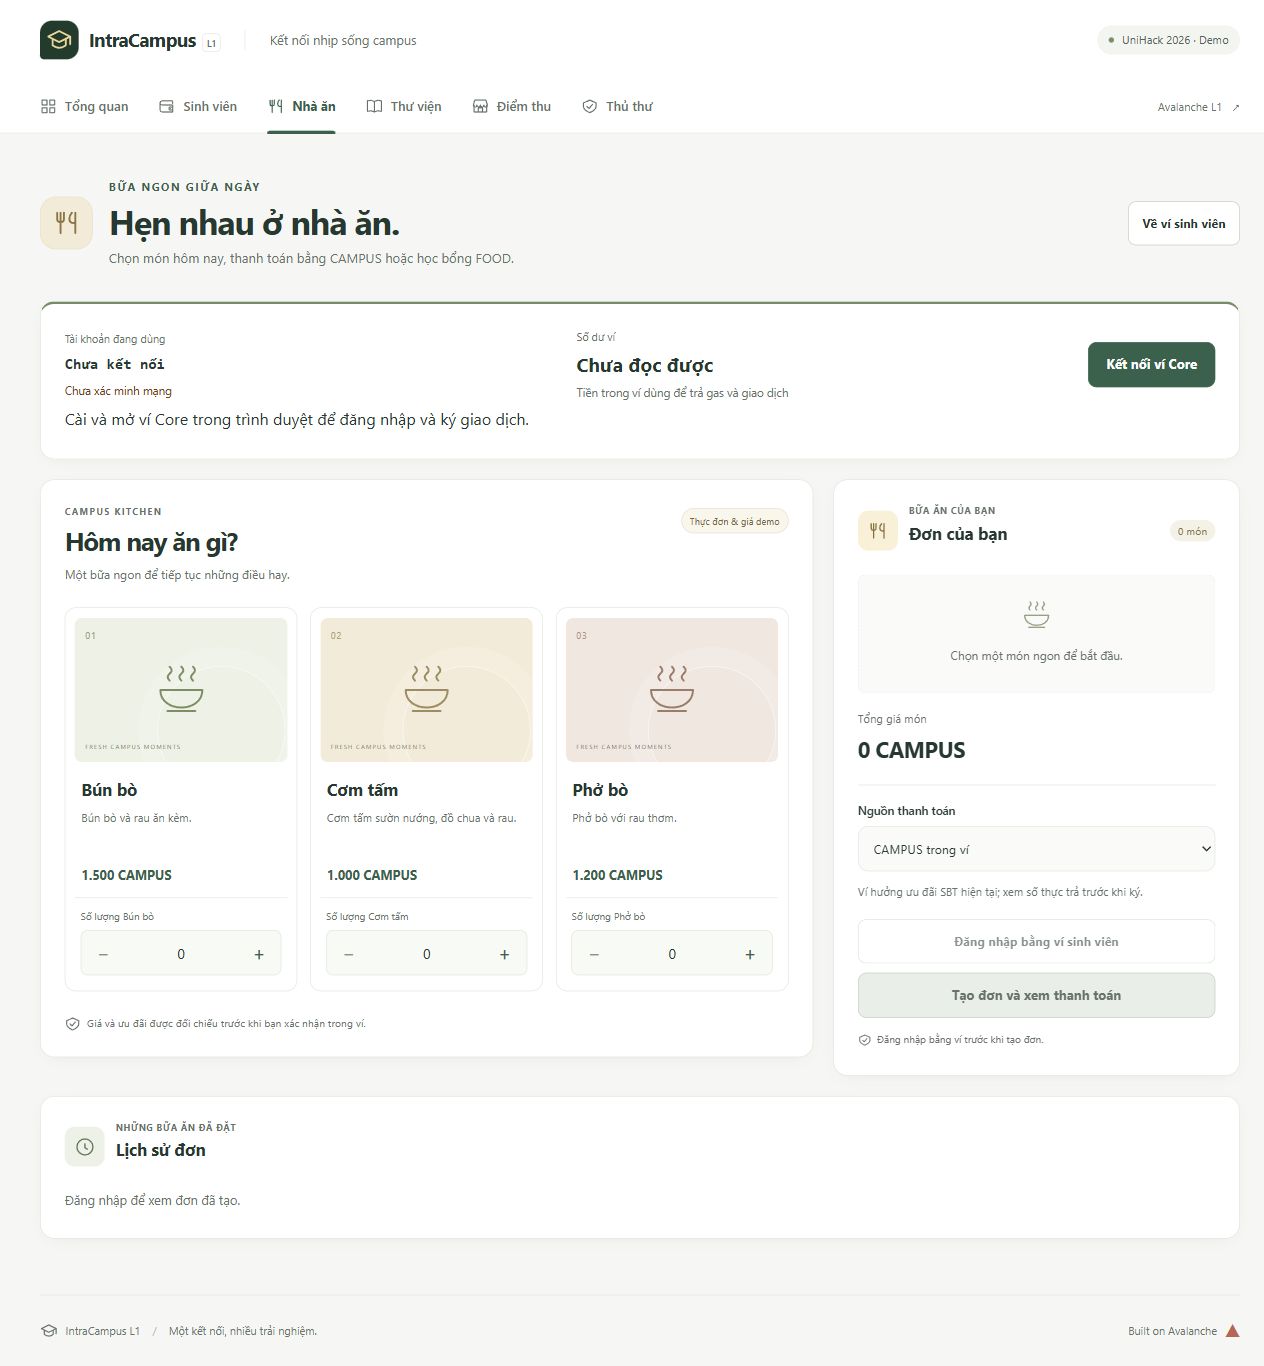 IntraCampus L1
Kết nối nhịp sống campus
UniHack 2026 · Demo
Tổng quan
Sinh viên
Nhà ăn
Thư viện
Điểm thu
Thủ thư
Avalanche L1 ↗
BỮA NGON GIỮA NGÀY
Hẹn nhau ở nhà ăn.
Chọn món hôm nay, thanh toán bằng CAMPUS hoặc học bổng FOOD.
Về ví sinh viên
Tài khoản đang dùng
Chưa kết nối
Chưa xác minh mạng
Cài và mở ví Core trong trình duyệt để đăng nhập và ký giao dịch.
Số dư ví
Chưa đọc được
Tiền trong ví dùng để trả gas và giao dịch
Kết nối ví Core
CAMPUS KITCHEN
Hôm nay ăn gì?
Một bữa ngon để tiếp tục những điều hay.
Thực đơn & giá demo
01
FRESH CAMPUS MOMENTS
Bún bò
Bún bò và rau ăn kèm.
1.500 CAMPUS
Số lượng Bún bò
− 0 +
02
FRESH CAMPUS MOMENTS
Cơm tấm
Cơm tấm sườn nướng, đồ chua và rau.
1.000 CAMPUS
Số lượng Cơm tấm
− 0 +
03
FRESH CAMPUS MOMENTS
Phở bò
Phở bò với rau thơm.
1.200 CAMPUS
Số lượng Phở bò
− 0 +
Giá và ưu đãi được đối chiếu trước khi bạn xác nhận trong ví.
BỮA ĂN CỦA BẠN
Đơn của bạn
0 món
Chọn một món ngon để bắt đầu.
Tổng giá món
0 CAMPUS
Nguồn thanh toán
CAMPUS trong ví
Ví hưởng ưu đãi SBT hiện tại; xem số thực trả trước khi ký.
Đăng nhập bằng ví sinh viên
Tạo đơn và xem thanh toán
Đăng nhập bằng ví trước khi tạo đơn.
NHỮNG BỮA ĂN ĐÃ ĐẶT
Lịch sử đơn
Đăng nhập để xem đơn đã tạo.
IntraCampus L1 / Một kết nối, nhiều trải nghiệm.
Built on Avalanche